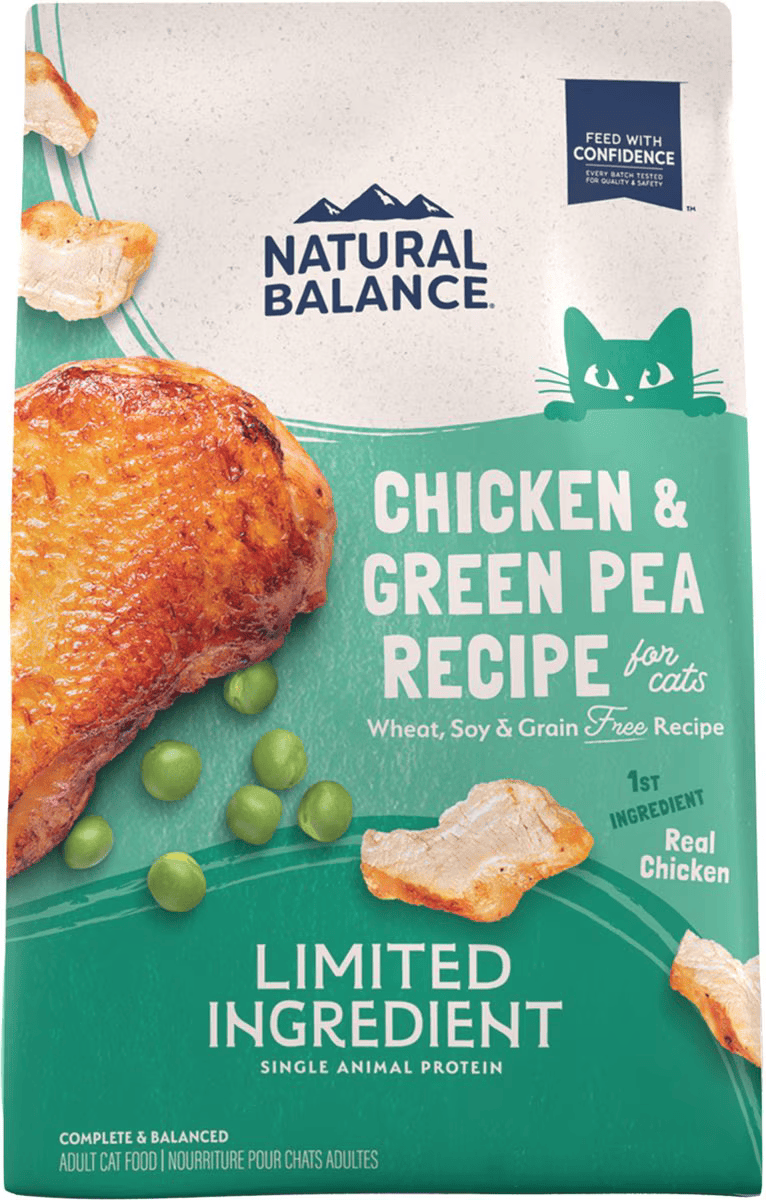 FEED WITH
CONFIDENCE
EVERY BATCH TESTED
FOR QUALITY & SAFETY
TM
NATURAL
BALANCE®
CHICKEN &
GREEN PEA
RECIPE for cats
Wheat, Soy & Grain Free Recipe
1ST
INGREDIENT
Real
Chicken
LIMITED
INGREDIENT
SINGLE ANIMAL PROTEIN
COMPLETE & BALANCED
ADULT CAT FOOD | NOURRITURE POUR CHATS ADULTES